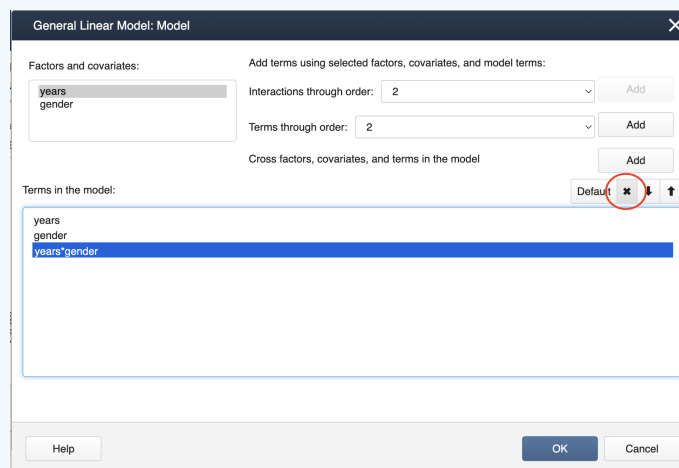 General Linear Model: Model
Factors and covariates:
years
gender
Add terms using selected factors, covariates, and model terms:
Interactions through order: 2 Add
Terms through order: 2 Add
Cross factors, covariates, and terms in the model Add
Terms in the model:
Default
years
gender
years*gender
Help
OK
Cancel